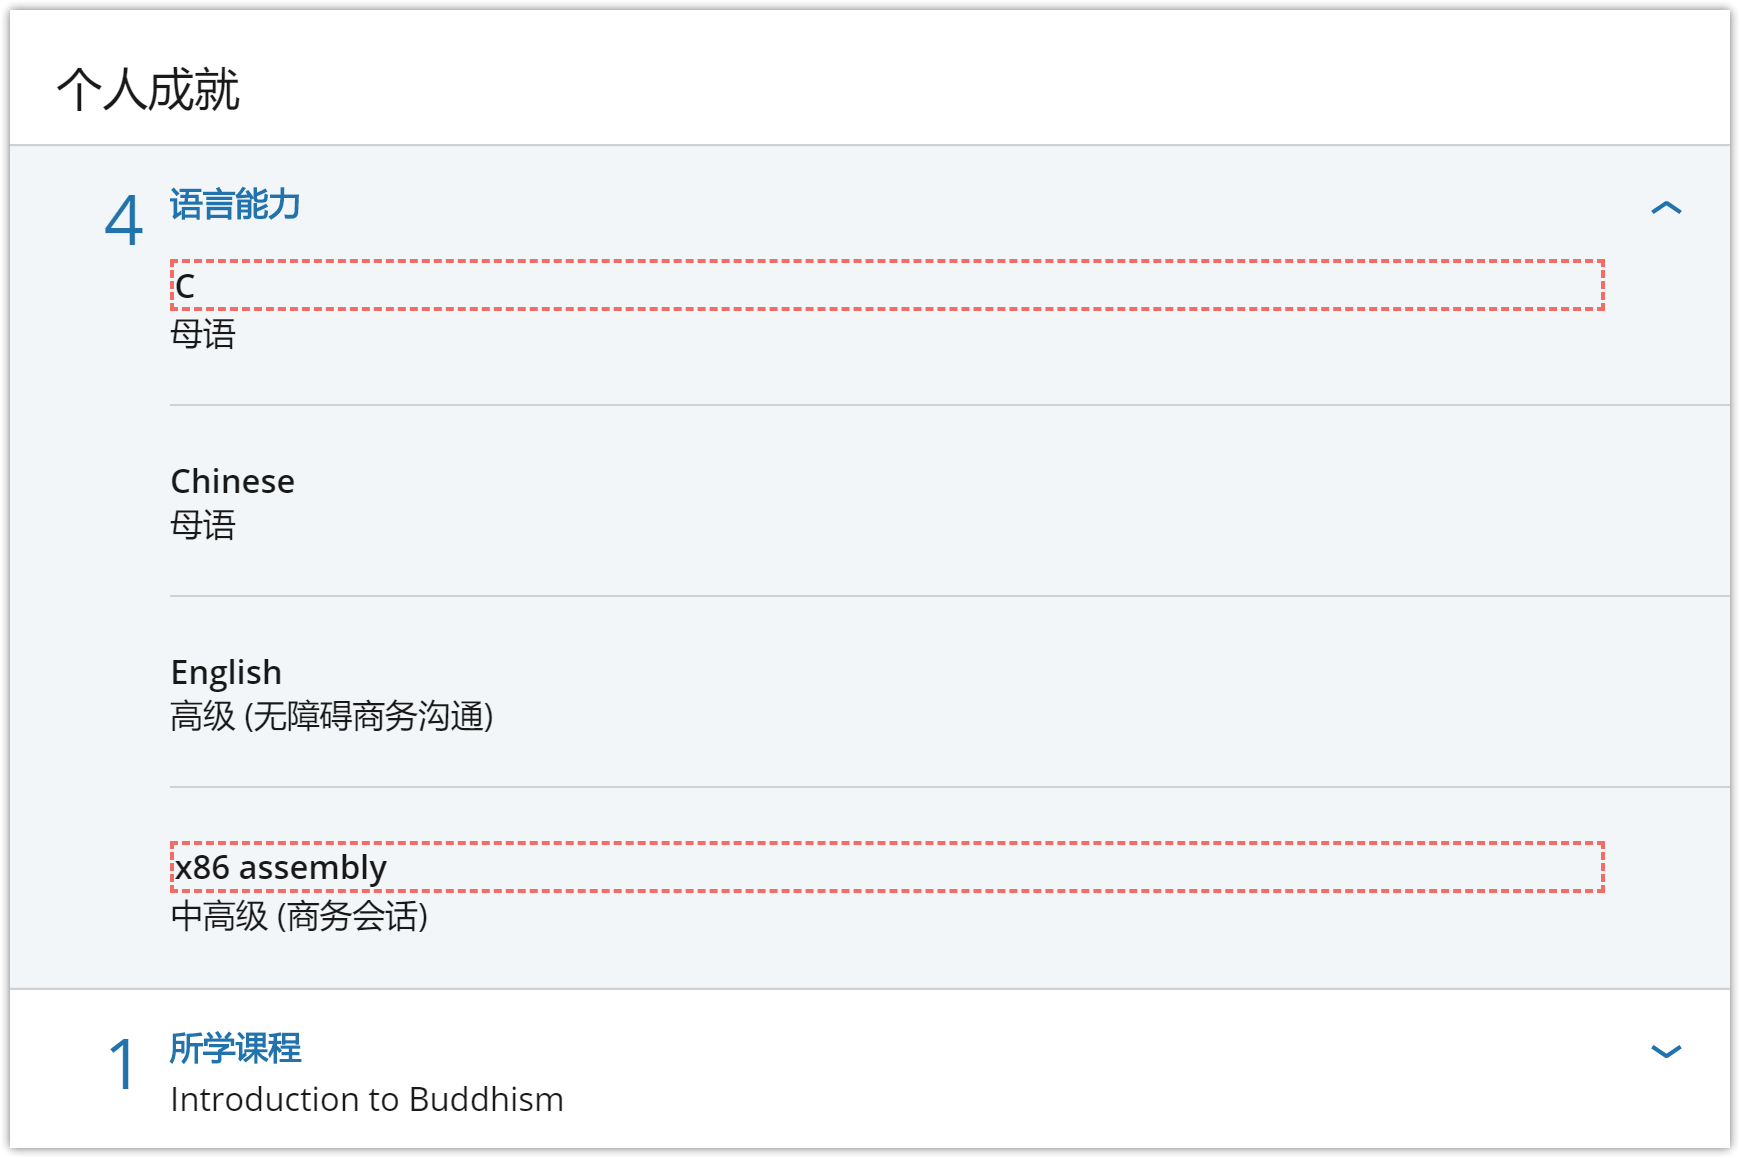 个人成就
4
语言能力
C
母语
Chinese
母语
English
高级 (无障碍商务沟通)
x86 assembly
中高级 (商务会话)
1
所学课程
Introduction to Buddhism